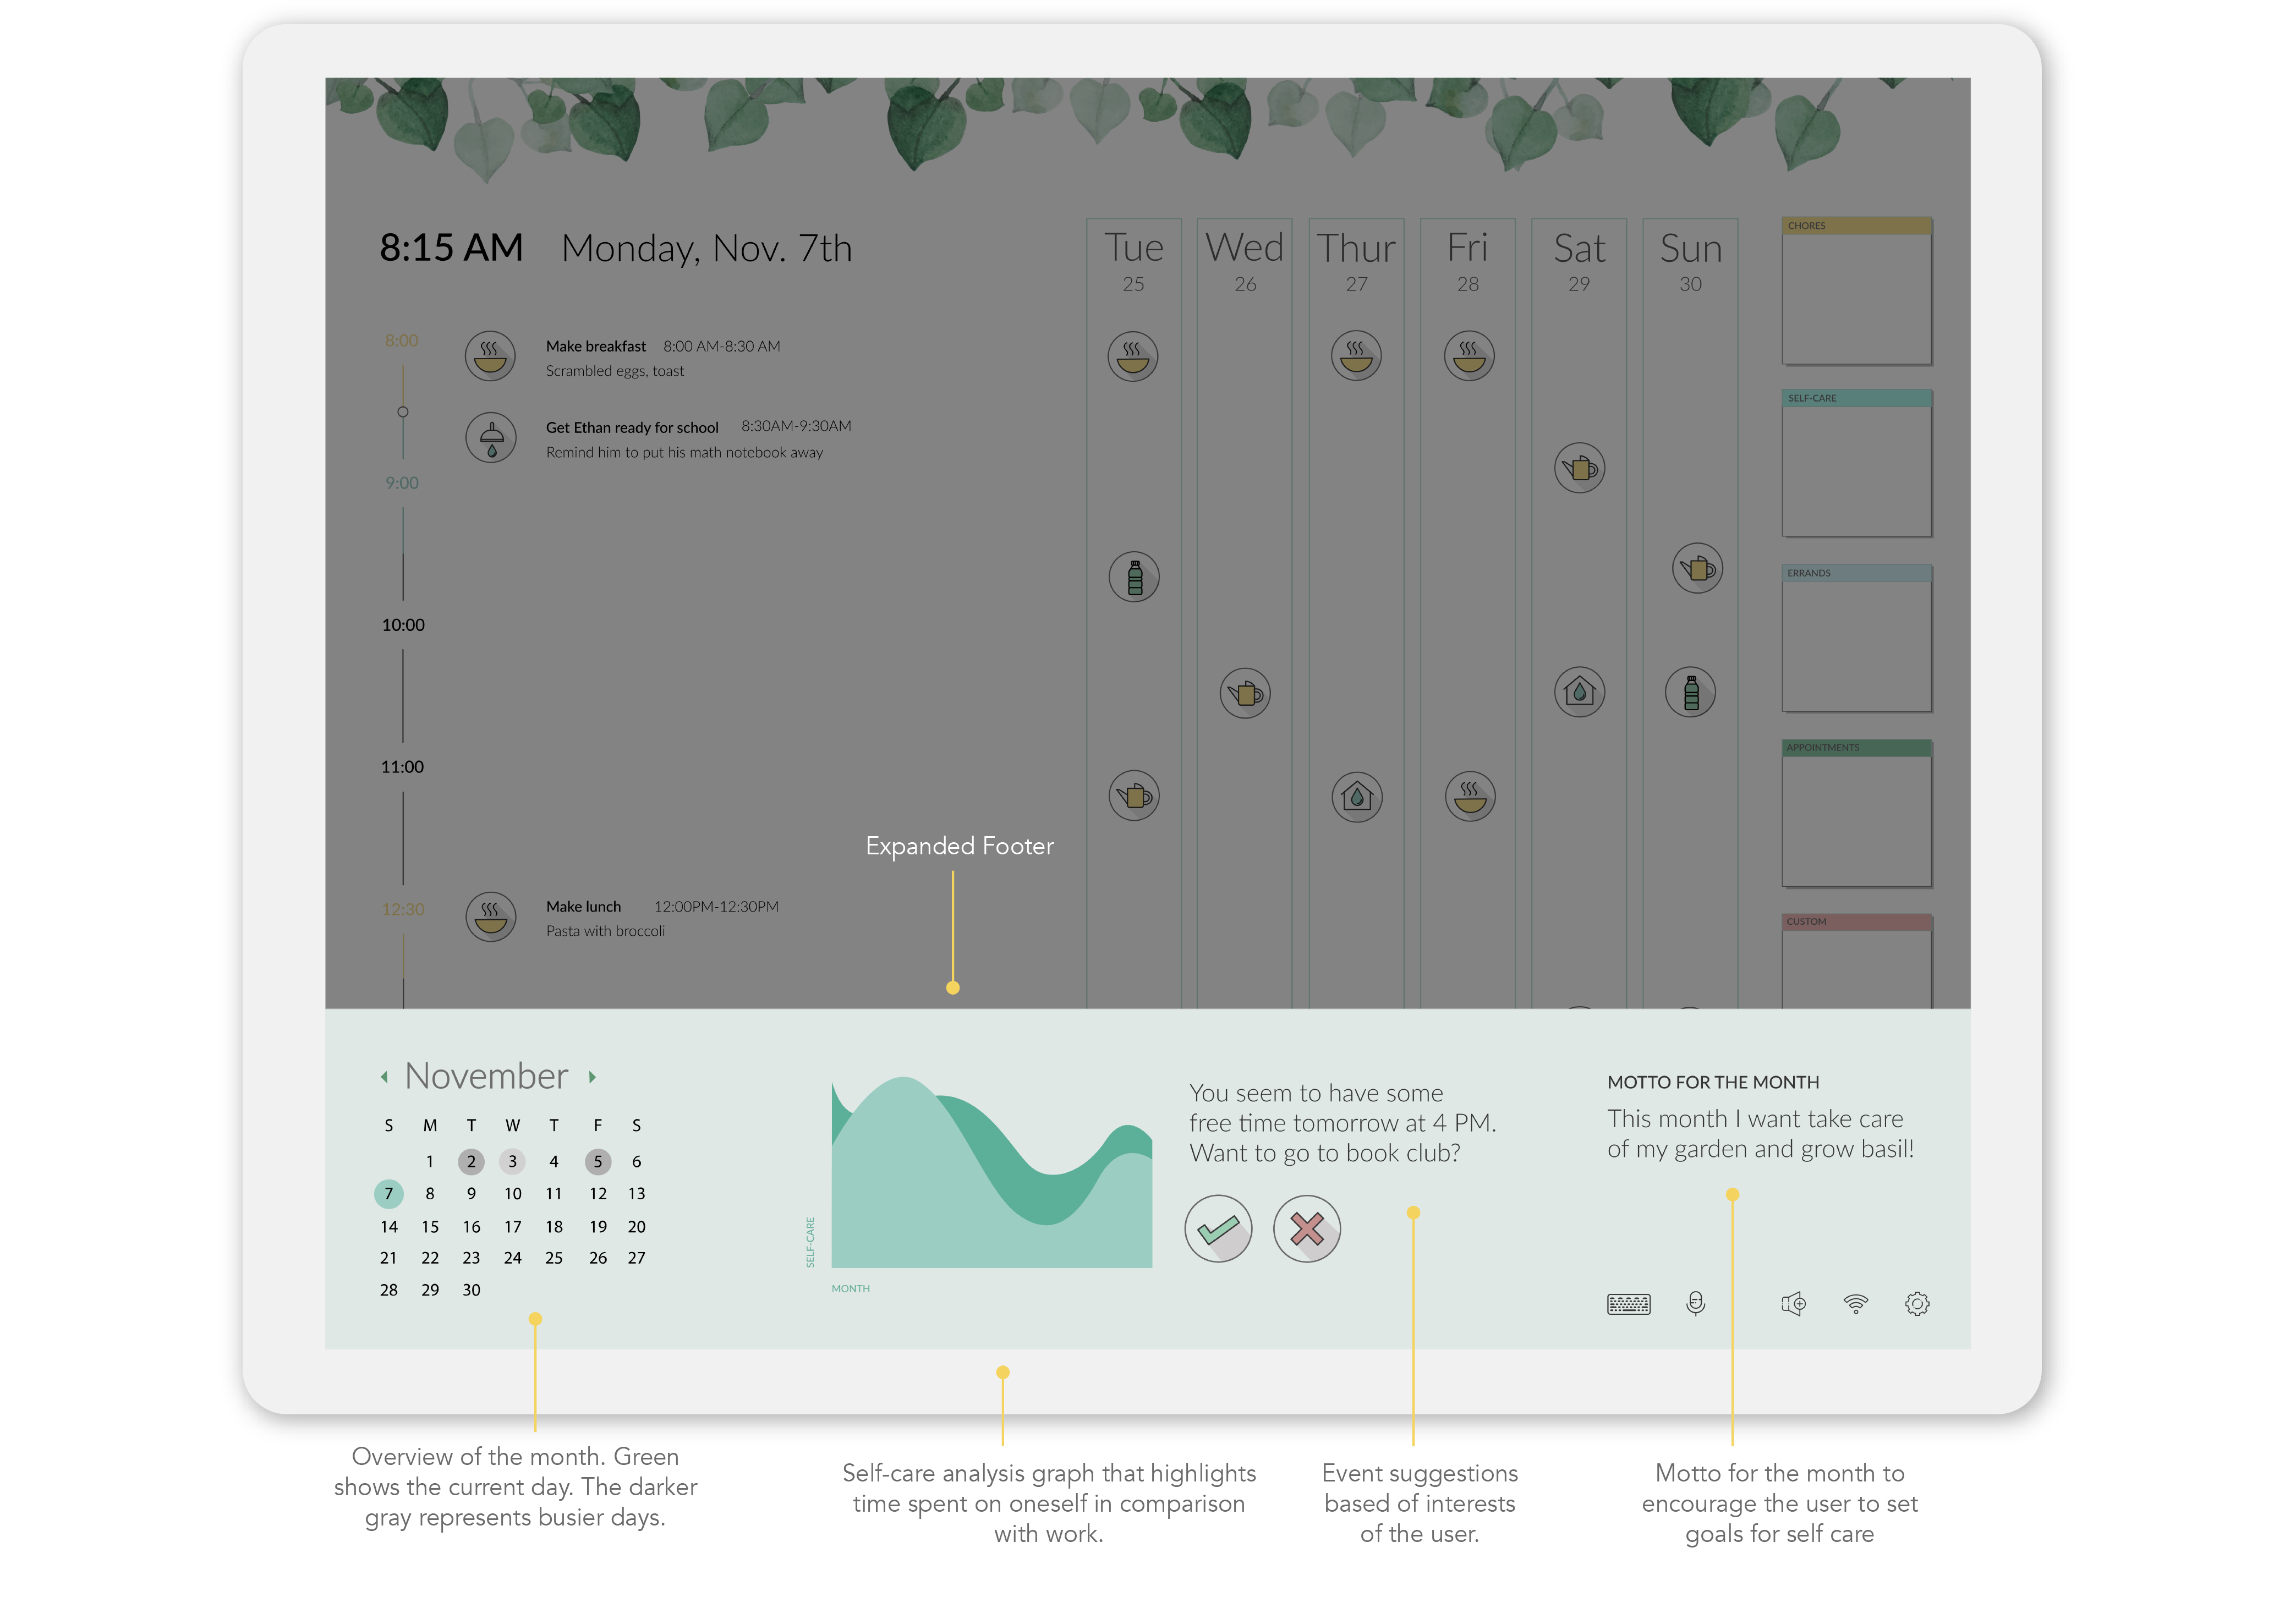 8:15 AM Monday, Nov. 7th
Tue Wed Thur Fri Sat Sun
25 26 27 28 29 30
8:00
Make breakfast 8:00 AM-8:30 AM
Scrambled eggs, toast
Get Ethan ready for school 8:30AM-9:30AM
Remind him to put his math notebook away
9:00
10:00
11:00
12:30
Make lunch 12:00PM-12:30PM
Pasta with broccoli
CHORES
SELF-CARE
ERRANDS
APPOINTMENTS
CUSTOM
Expanded Footer
November
S M T W T F S
1 2 3 4 5 6
7 8 9 10 11 12 13
14 15 16 17 18 19 20
21 22 23 24 25 26 27
28 29 30
SELF-CARE
MONTH
You seem to have some
free time tomorrow at 4 PM.
Want to go to book club?
MOTTO FOR THE MONTH
This month I want take care
of my garden and grow basil!
Overview of the month. Green
shows the current day. The darker
gray represents busier days.
Self-care analysis graph that highlights
time spent on oneself in comparison
with work.
Event suggestions
based of interests
of the user.
Motto for the month to
encourage the user to set
goals for self care